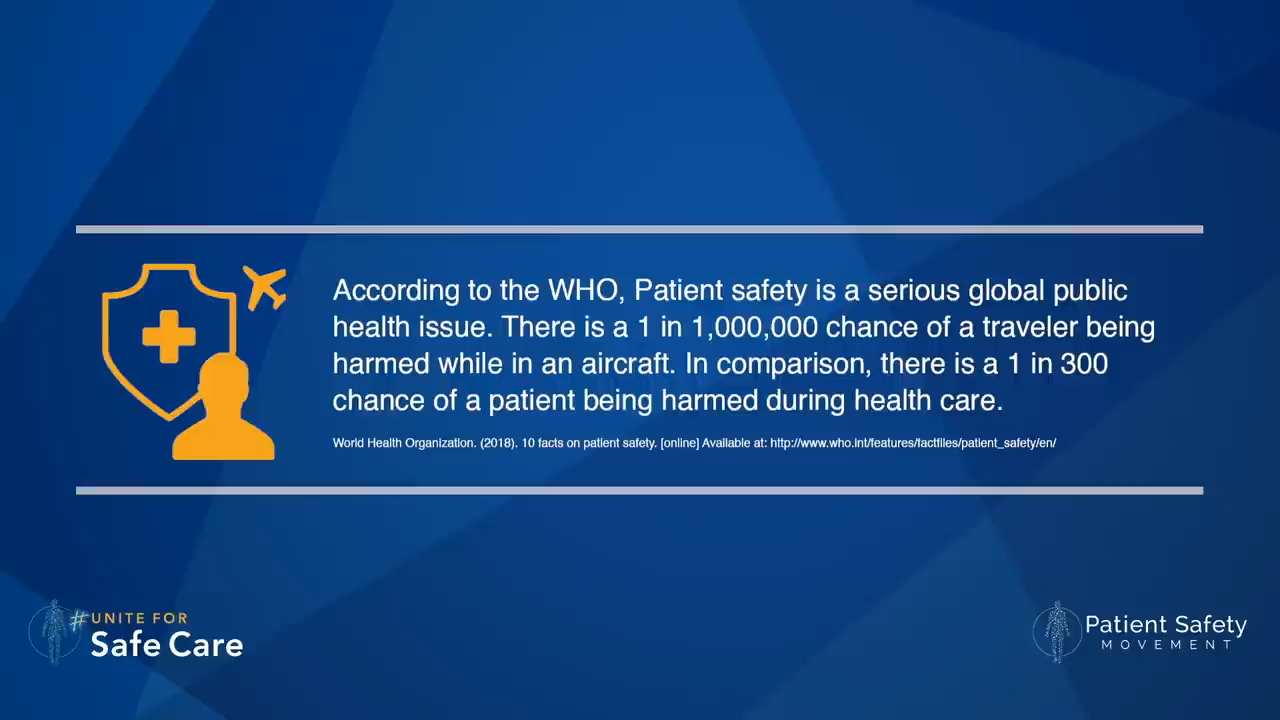 According to the WHO, Patient safety is a serious global public
health issue. There is a 1 in 1,000,000 chance of a traveler being
harmed while in an aircraft. In comparison, there is a 1 in 300
chance of a patient being harmed during health care.
World Health Organization. (2018). 10 facts on patient safety. [online] Available at: http://www.who.int/features/factfiles/patient_safety/en/
#UNITE FOR
Safe Care
Patient Safety
MOVEMENT